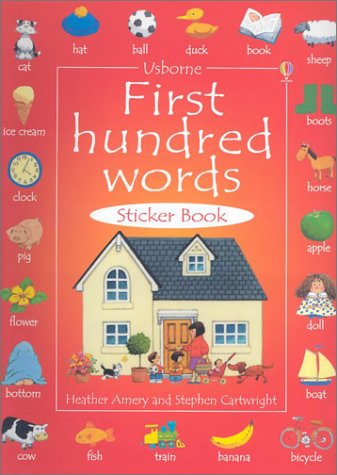 cat
hat
ball
duck
book
sheep
Usborne
First
hundred
words
Sticker Book
ice cream
boots
clock
horse
pig
apple
flower
doll
bottom
boat
Heather Amery and Stephen Cartwright
cow
fish
train
banana
bicycle